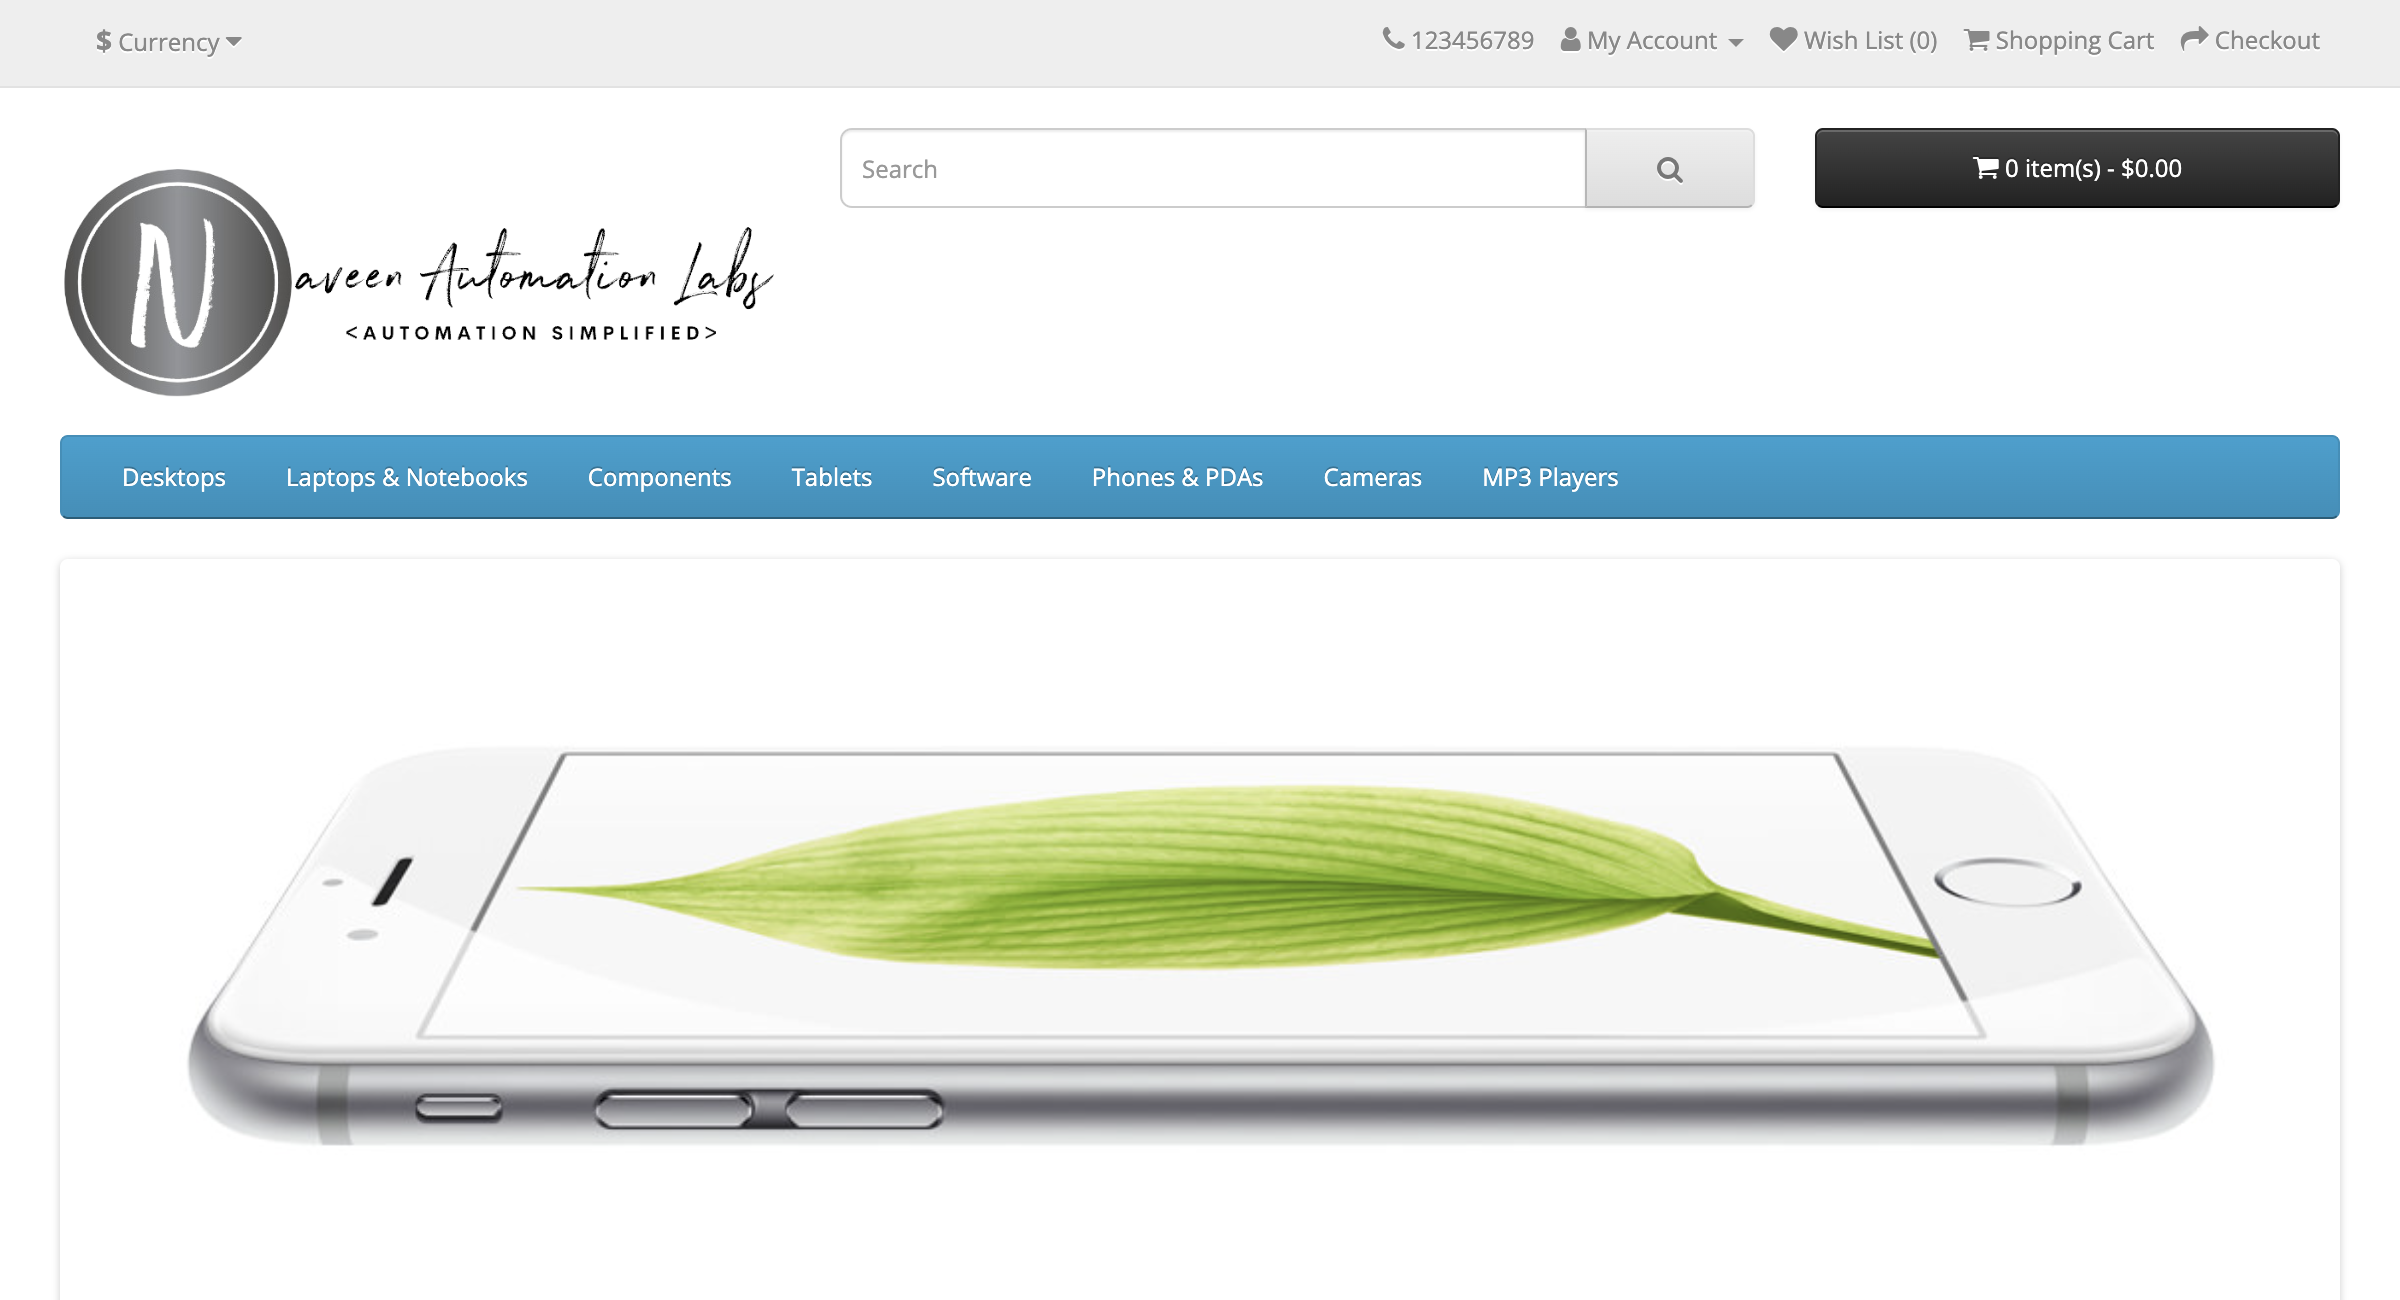 $ Currency
123456789 My Account Wish List (0) Shopping Cart Checkout
Search
0 item(s) - $0.00
Naveen Automation Labs
<AUTOMATION SIMPLIFIED>
Desktops Laptops & Notebooks Components Tablets Software Phones & PDAs Cameras MP3 Players